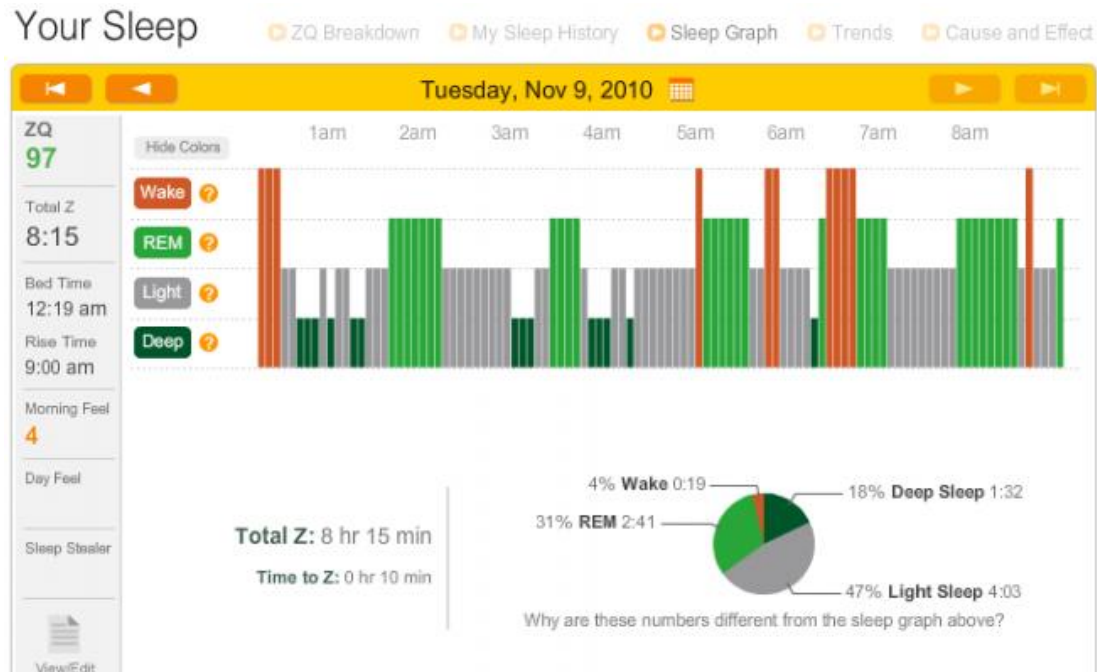 Your Sleep
ZQ Breakdown My Sleep History Sleep Graph Trends Cause and Effect
Tuesday, Nov 9, 2010
ZQ
97
Total Z
8:15
Bed Time
12:19 am
Rise Time
9:00 am
Morning Feel
4
Day Feel
Sleep Stealer
View/Edit
Hide Colors
1am 2am 3am 4am 5am 6am 7am 8am
Wake ?
REM ?
Light ?
Deep ?
Total Z: 8 hr 15 min
Time to Z: 0 hr 10 min
4% Wake 0:19
18% Deep Sleep 1:32
31% REM 2:41
47% Light Sleep 4:03
Why are these numbers different from the sleep graph above?